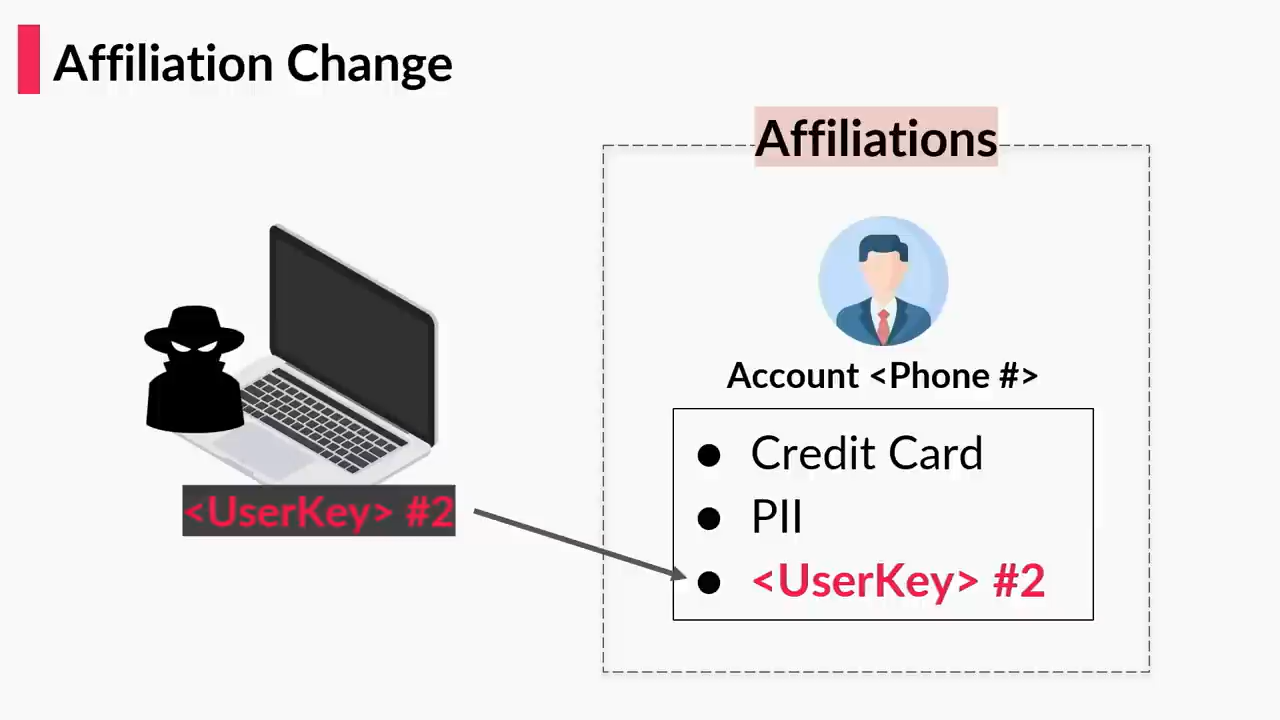 Affiliation Change
Affiliations
Account <Phone #>
● Credit Card
● PII
● <UserKey> #2
<UserKey> #2